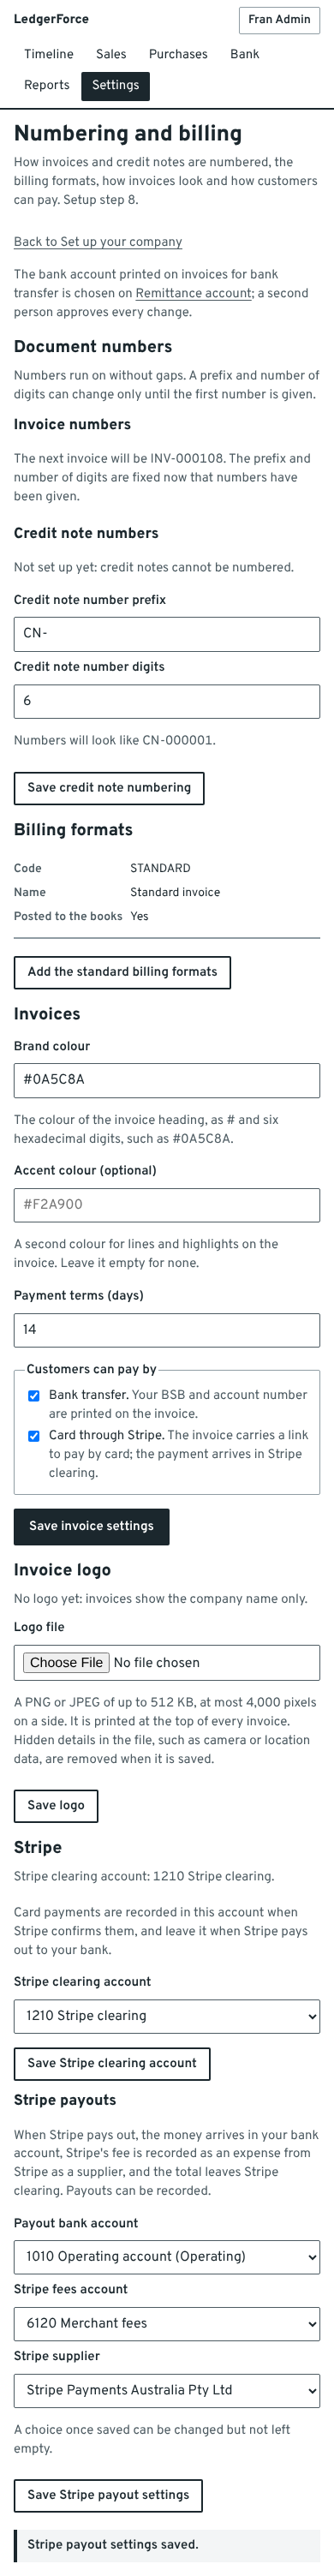 LedgerForce
Fran Admin
Timeline Sales Purchases Bank
Reports Settings
Numbering and billing
How invoices and credit notes are numbered, the
billing formats, how invoices look and how customers
can pay. Setup step 8.
Back to Set up your company
The bank account printed on invoices for bank
transfer is chosen on Remittance account; a second
person approves every change.
Document numbers
Numbers run on without gaps. A prefix and number of
digits can change only until the first number is given.
Invoice numbers
The next invoice will be INV-000108. The prefix and
number of digits are fixed now that numbers have
been given.
Credit note numbers
Not set up yet: credit notes cannot be numbered.
Credit note number prefix
CN-
Credit note number digits
6
Numbers will look like CN-000001.
Save credit note numbering
Billing formats
Code STANDARD
Name Standard invoice
Posted to the books Yes
Add the standard billing formats
Invoices
Brand colour
#0A5C8A
The colour of the invoice heading, as # and six
hexadecimal digits, such as #0A5C8A.
Accent colour (optional)
#F2A900
A second colour for lines and highlights on the
invoice. Leave it empty for none.
Payment terms (days)
14
Customers can pay by
Bank transfer. Your BSB and account number
are printed on the invoice.
Card through Stripe. The invoice carries a link
to pay by card; the payment arrives in Stripe
clearing.
Save invoice settings
Invoice logo
No logo yet: invoices show the company name only.
Logo file
Choose File No file chosen
A PNG or JPEG of up to 512 KB, at most 4,000 pixels
on a side. It is printed at the top of every invoice.
Hidden details in the file, such as camera or location
data, are removed when it is saved.
Save logo
Stripe
Stripe clearing account: 1210 Stripe clearing.
Card payments are recorded in this account when
Stripe confirms them, and leave it when Stripe pays
out to your bank.
Stripe clearing account
1210 Stripe clearing
Save Stripe clearing account
Stripe payouts
When Stripe pays out, the money arrives in your bank
account, Stripe's fee is recorded as an expense from
Stripe as a supplier, and the total leaves Stripe
clearing. Payouts can be recorded.
Payout bank account
1010 Operating account (Operating)
Stripe fees account
6120 Merchant fees
Stripe supplier
Stripe Payments Australia Pty Ltd
A choice once saved can be changed but not left
empty.
Save Stripe payout settings
Stripe payout settings saved.